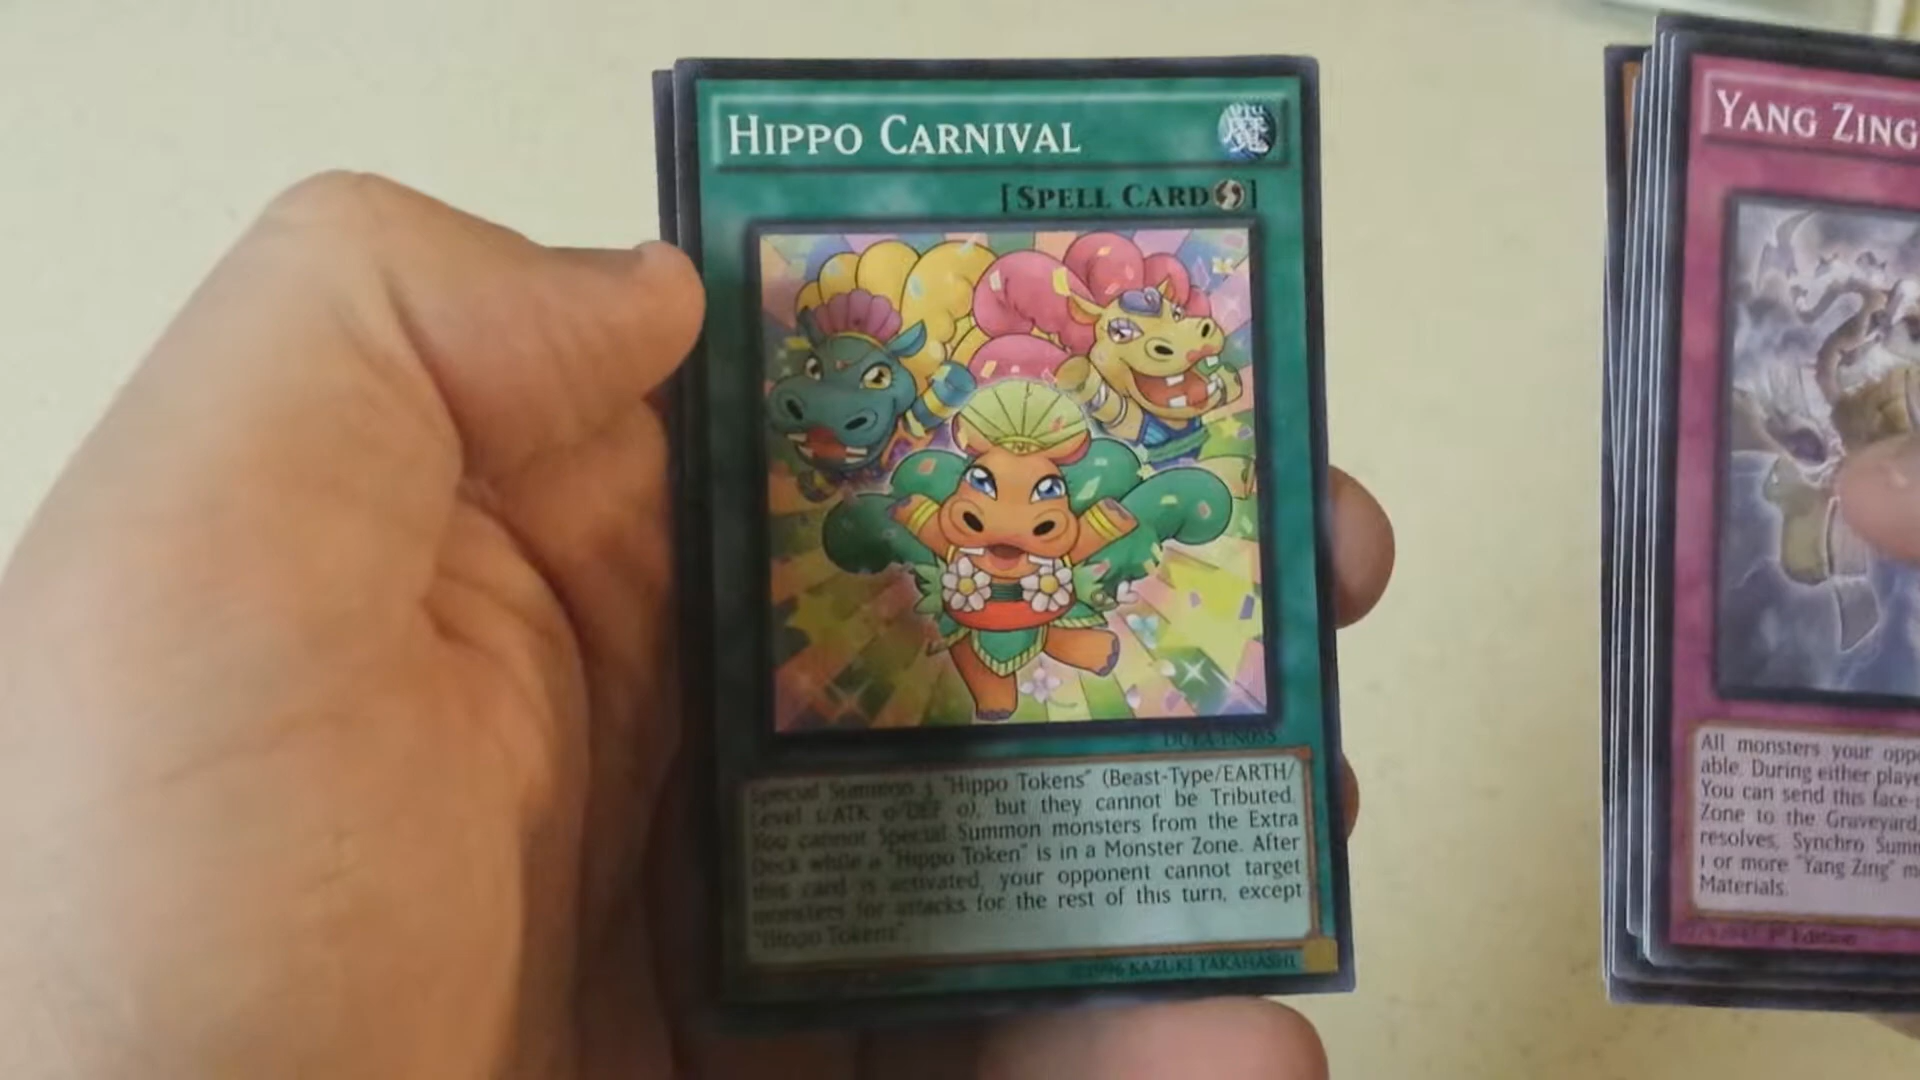 HIPPO CARNIVAL
魔
[SPELL CARD]
Special Summon 3 "Hippo Tokens" (Beast-Type/EARTH/
Level 1/ATK 0/DEF 0), but they cannot be Tributed.
You cannot Special Summon monsters from the Extra
Deck while a "Hippo Token" is in a Monster Zone. After
this card is activated, your opponent cannot target
monsters for attacks for the rest of this turn, except
"Hippo Tokens".
©1996 KAZUKI TAKAHASHI
YANG ZING
All monsters your oppo
able. During either playe
You can send this face-
Zone to the Graveyard,
resolves, Synchro Sum
1 or more "Yang Zing" m
Materials.
1st Edition